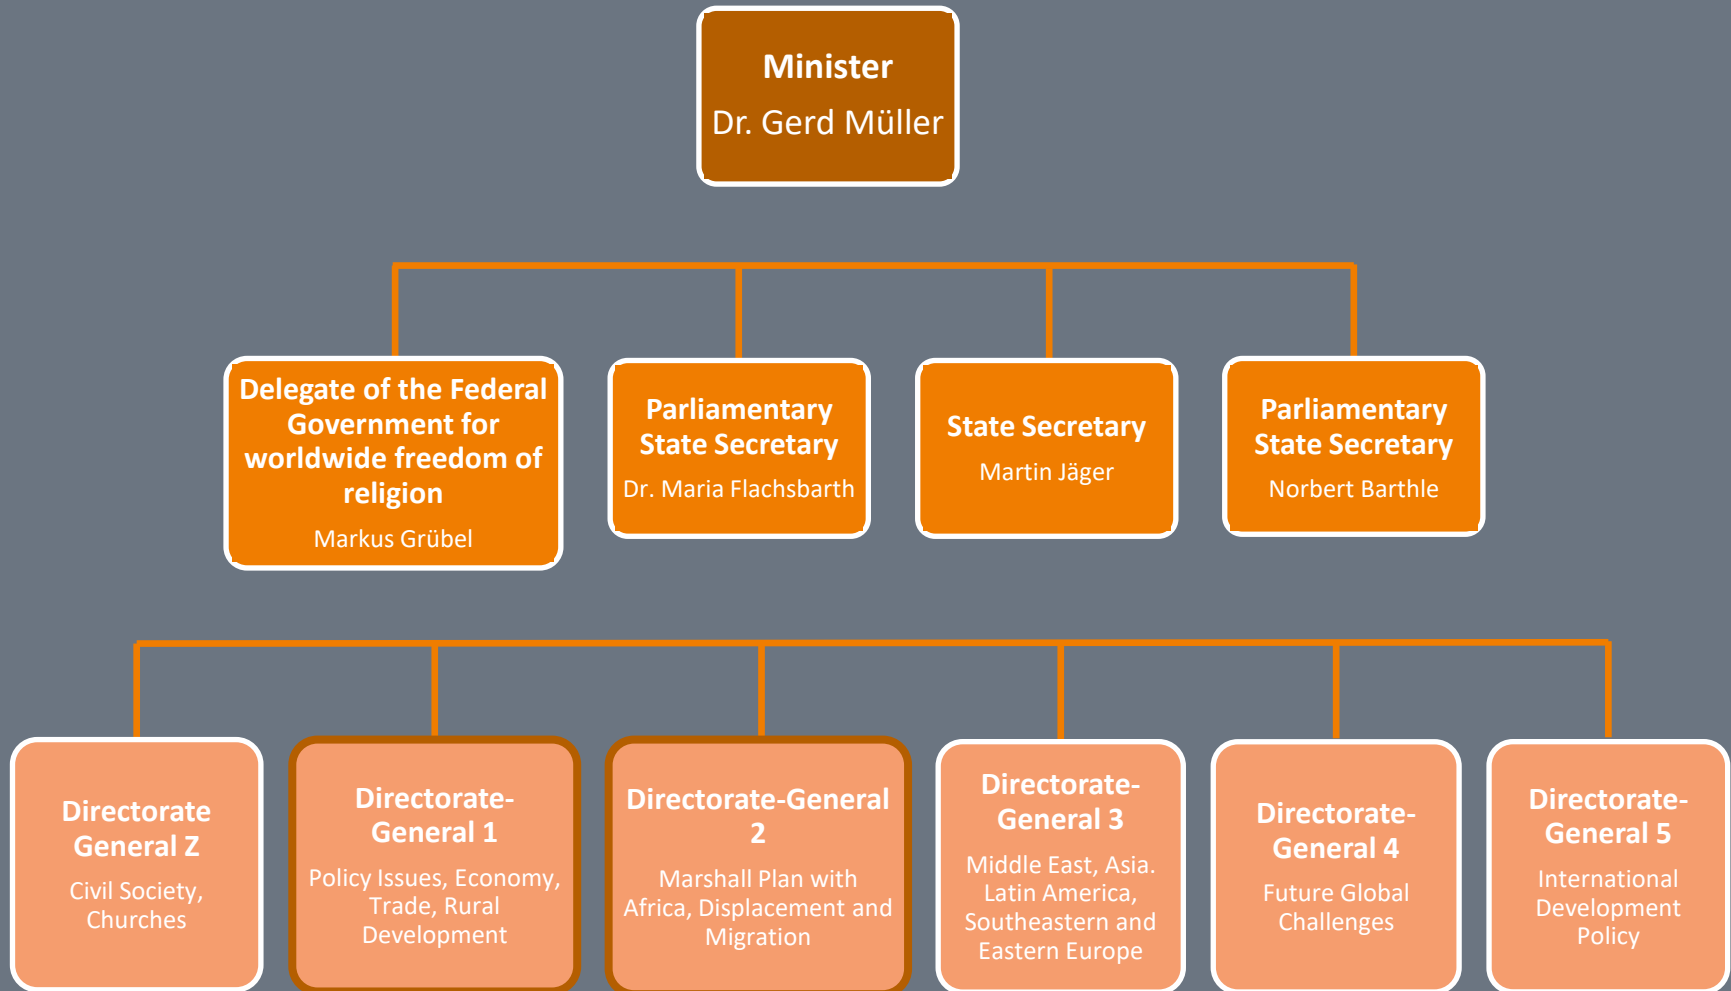 Minister
Dr. Gerd Müller
Delegate of the Federal
Government for
worldwide freedom of
religion
Markus Grübel
Parliamentary
State Secretary
Dr. Maria Flachsbarth
State Secretary
Martin Jäger
Parliamentary
State Secretary
Norbert Barthle
Directorate
General Z
Civil Society,
Churches
Directorate-
General 1
Policy Issues, Economy,
Trade, Rural
Development
Directorate-General
2
Marshall Plan with
Africa, Displacement and
Migration
Directorate-
General 3
Middle East, Asia.
Latin America,
Southeastern and
Eastern Europe
Directorate-
General 4
Future Global
Challenges
Directorate-
General 5
International
Development
Policy